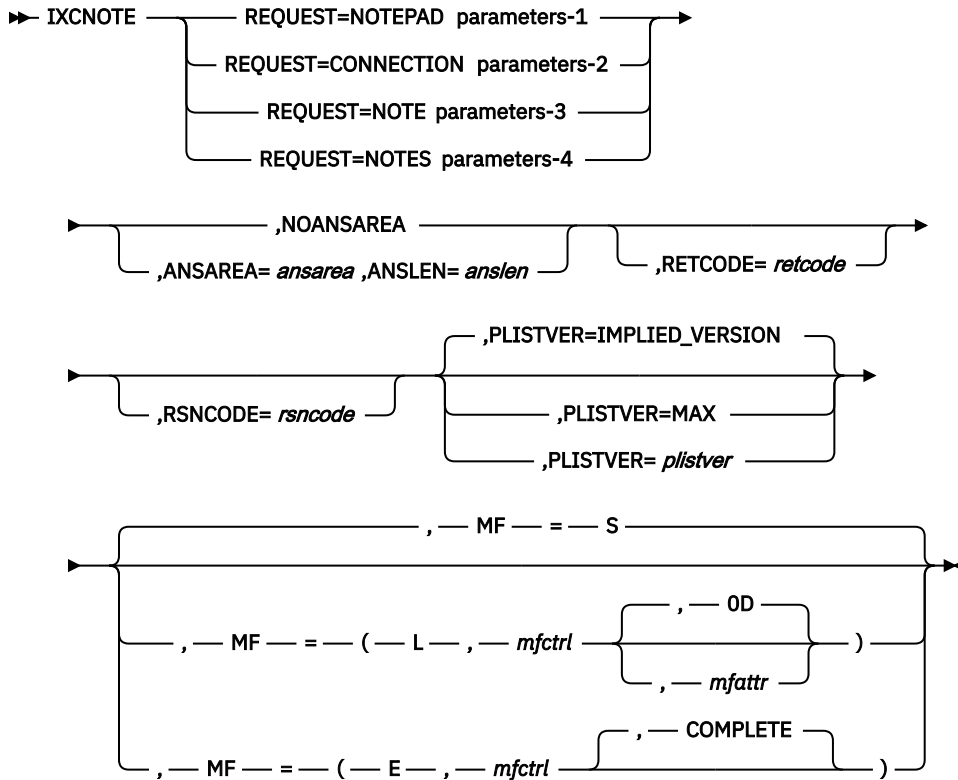 IXCNOTE REQUEST=NOTEPAD parameters-1
REQUEST=CONNECTION parameters-2
REQUEST=NOTE parameters-3
REQUEST=NOTES parameters-4
,NOANSAREA
,ANSAREA= ansarea ,ANSLEN= anslen ,RETCODE= retcode
,PLISTVER=IMPLIED_VERSION
,RSNCODE= rsncode ,PLISTVER=MAX
,PLISTVER= plistver
, MF = S
, 0D
, MF = ( L , mfctrl )
, mfattr
, COMPLETE
, MF = ( E , mfctrl )